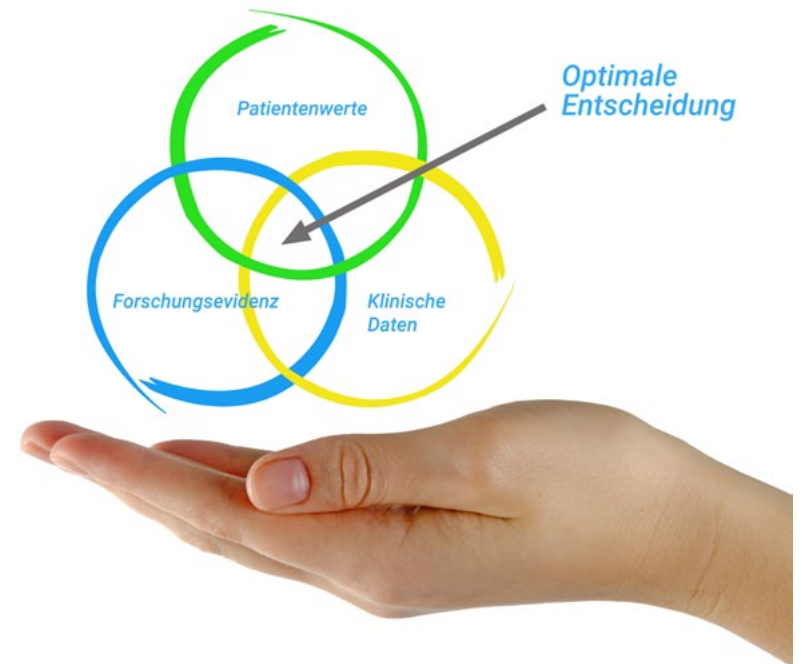 Patientenwerte
Optimale
Entscheidung
Forschungsevidenz
Klinische
Daten